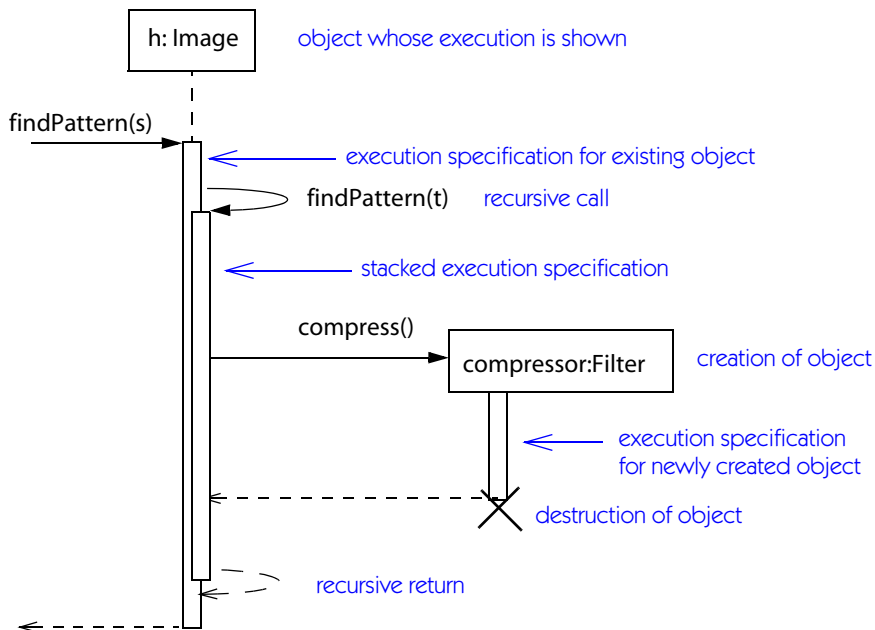 h: Image
object whose execution is shown
findPattern(s)
execution specification for existing object
findPattern(t)
recursive call
stacked execution specification
compress()
compressor:Filter
creation of object
execution specification
for newly created object
destruction of object
recursive return